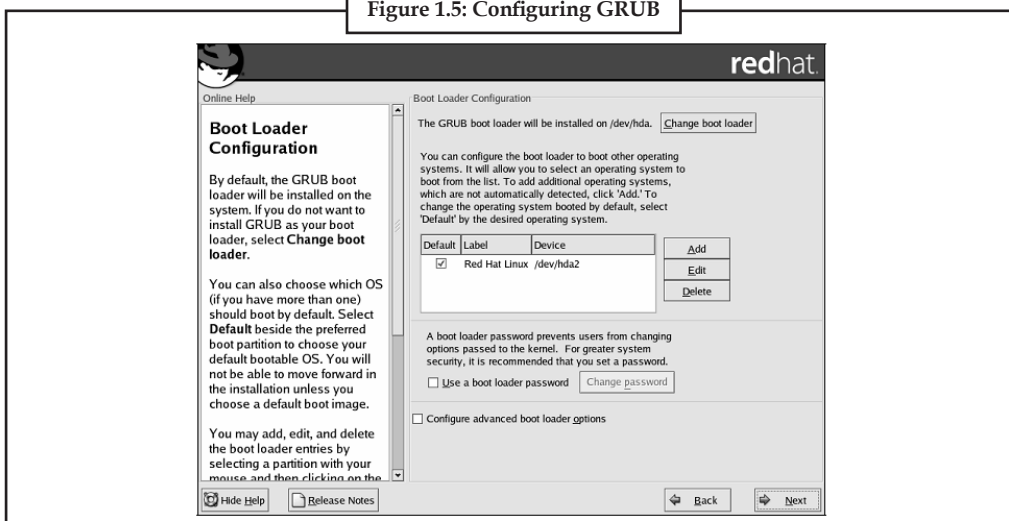 Figure 1.5: Configuring GRUB
redhat.
Online Help
Boot Loader
Configuration
By default, the GRUB boot
loader will be installed on the
system. If you do not want to
install GRUB as your boot
loader, select Change boot
loader.
You can also choose which OS
(if you have more than one)
should boot by default. Select
Default beside the preferred
boot partition to choose your
default bootable OS. You will
not be able to move forward in
the installation unless you
choose a default boot image.
You may add, edit, and delete
the boot loader entries by
selecting a partition with your
mouse and then clicking on the
Boot Loader Configuration
The GRUB boot loader will be installed on /dev/hda. Change boot loader
You can configure the boot loader to boot other operating
systems. It will allow you to select an operating system to
boot from the list. To add additional operating systems,
which are not automatically detected, click 'Add.' To
change the operating system booted by default, select
'Default' by the desired operating system.
Default Label Device
Red Hat Linux /dev/hda2
Add
Edit
Delete
A boot loader password prevents users from changing
options passed to the kernel. For greater system
security, it is recommended that you set a password.
Use a boot loader password Change password
Configure advanced boot loader options
Hide Help Release Notes Back Next